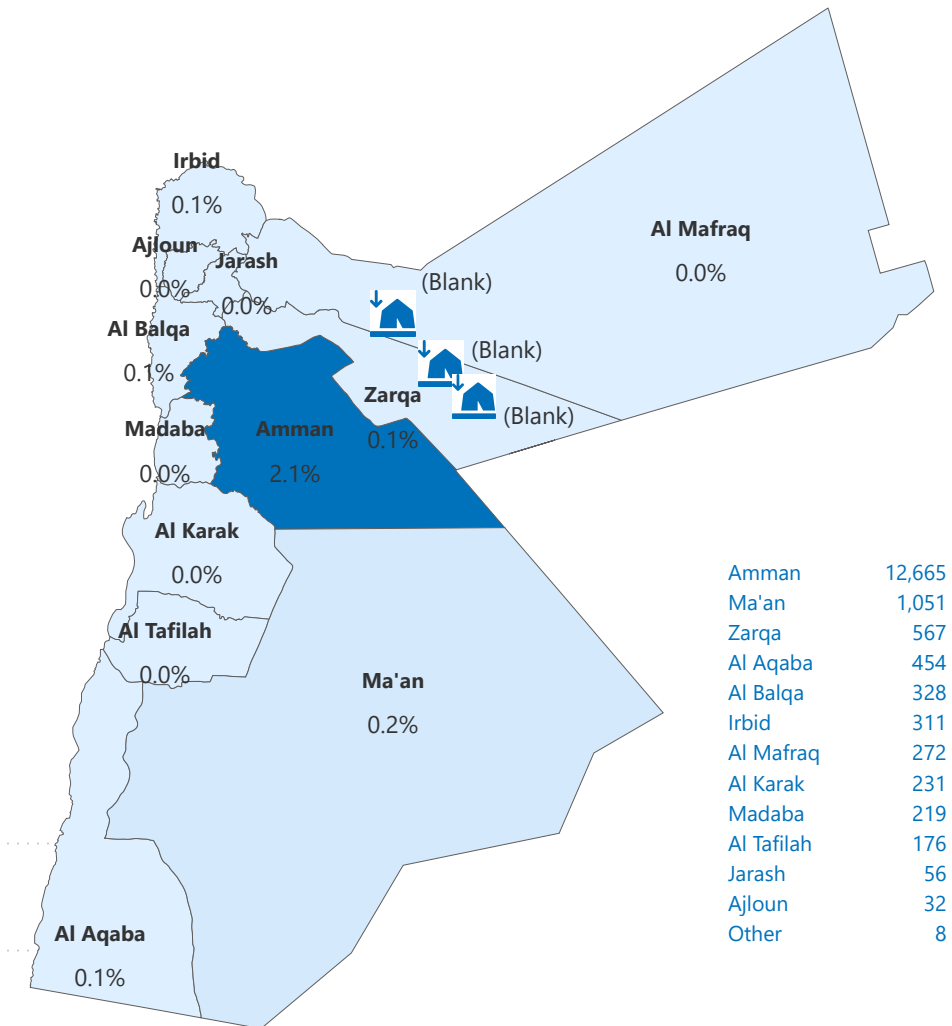 Irbid
0.1%
Al Mafraq
0.0%
Ajloun
0.0%
Jarash
0.0%
(Blank)
Al Balqa
0.1%
(Blank)
Zarqa
0.1%
(Blank)
Madaba
0.0%
Amman
2.1%
Al Karak
0.0%
Al Tafilah
0.0%
Ma'an
0.2%
Al Aqaba
0.1%
Amman 12,665
Ma'an 1,051
Zarqa 567
Al Aqaba 454
Al Balqa 328
Irbid 311
Al Mafraq 272
Al Karak 231
Madaba 219
Al Tafilah 176
Jarash 56
Ajloun 32
Other 8